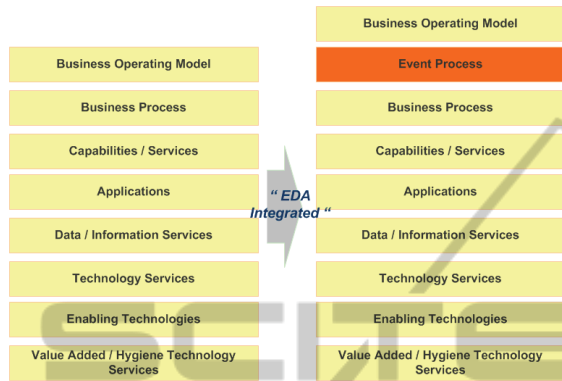 Business Operating Model
Business Process
Capabilities / Services
Applications
Data / Information Services
Technology Services
Enabling Technologies
Value Added / Hygiene Technology
Services
“ EDA
Integrated “
Business Operating Model
Event Process
Business Process
Capabilities / Services
Applications
Data / Information Services
Technology Services
Enabling Technologies
Value Added / Hygiene Technology
Services